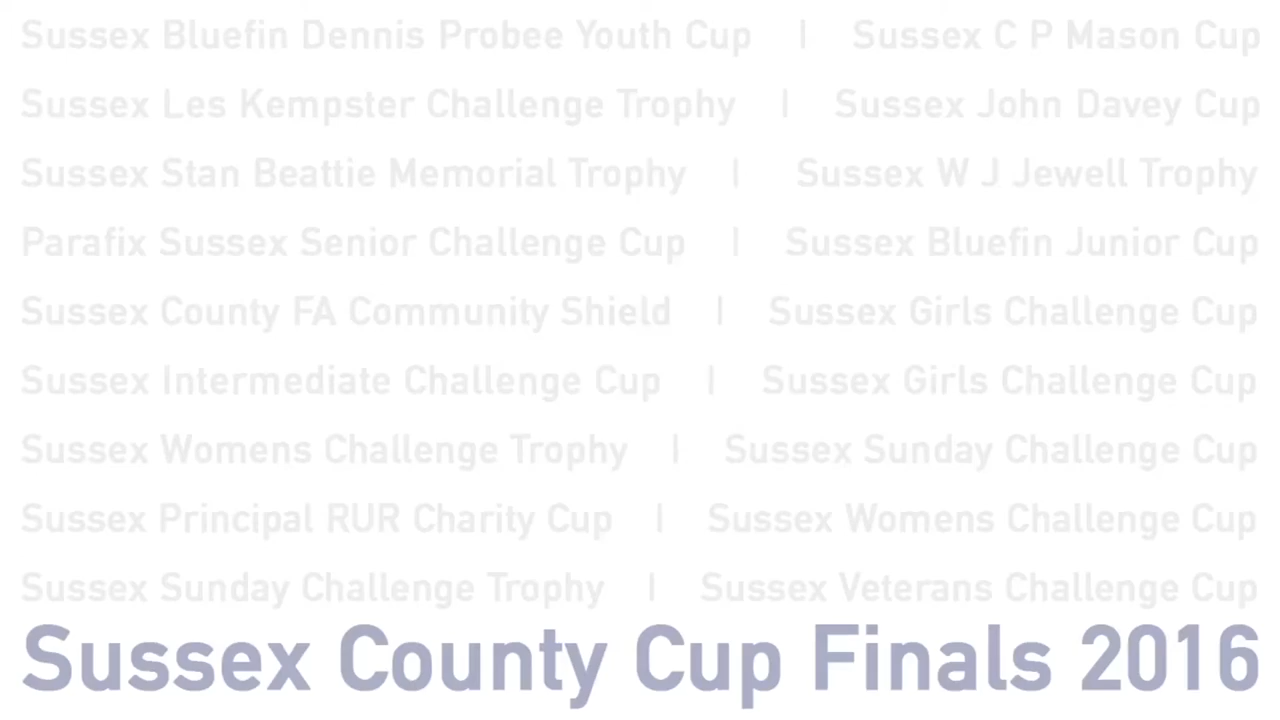 Sussex Bluefin Dennis Probee Youth Cup | Sussex C P Mason Cup
Sussex Les Kempster Challenge Trophy | Sussex John Davey Cup
Sussex Stan Beattie Memorial Trophy | Sussex W J Jewell Trophy
Parafix Sussex Senior Challenge Cup | Sussex Bluefin Junior Cup
Sussex County FA Community Shield | Sussex Girls Challenge Cup
Sussex Intermediate Challenge Cup | Sussex Girls Challenge Cup
Sussex Womens Challenge Trophy | Sussex Sunday Challenge Cup
Sussex Principal RUR Charity Cup | Sussex Womens Challenge Cup
Sussex Sunday Challenge Trophy | Sussex Veterans Challenge Cup
Sussex County Cup Finals 2016